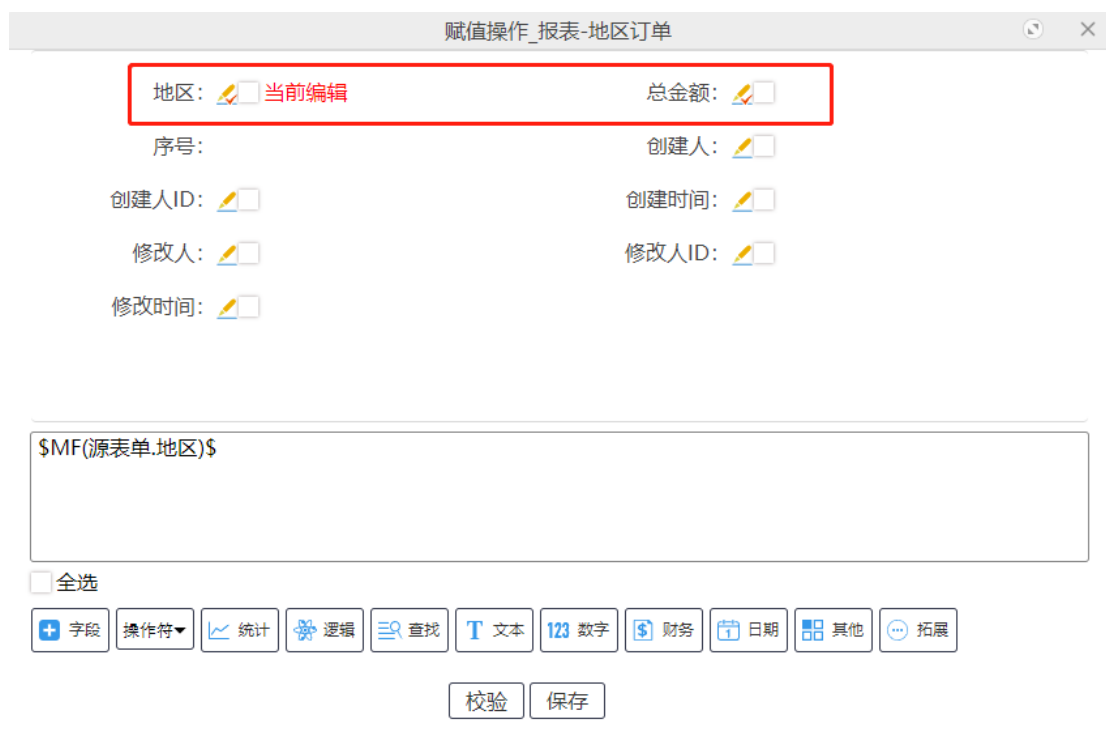 赋值操作_报表-地区订单
地区： 当前编辑 总金额：
序号： 创建人：
创建人ID： 创建时间：
修改人： 修改人ID：
修改时间：
$MF(源表单.地区)$
全选
字段 操作符 统计 逻辑 查找 T 文本 123 数字 $ 财务 1 日期 其他 拓展
校验 保存